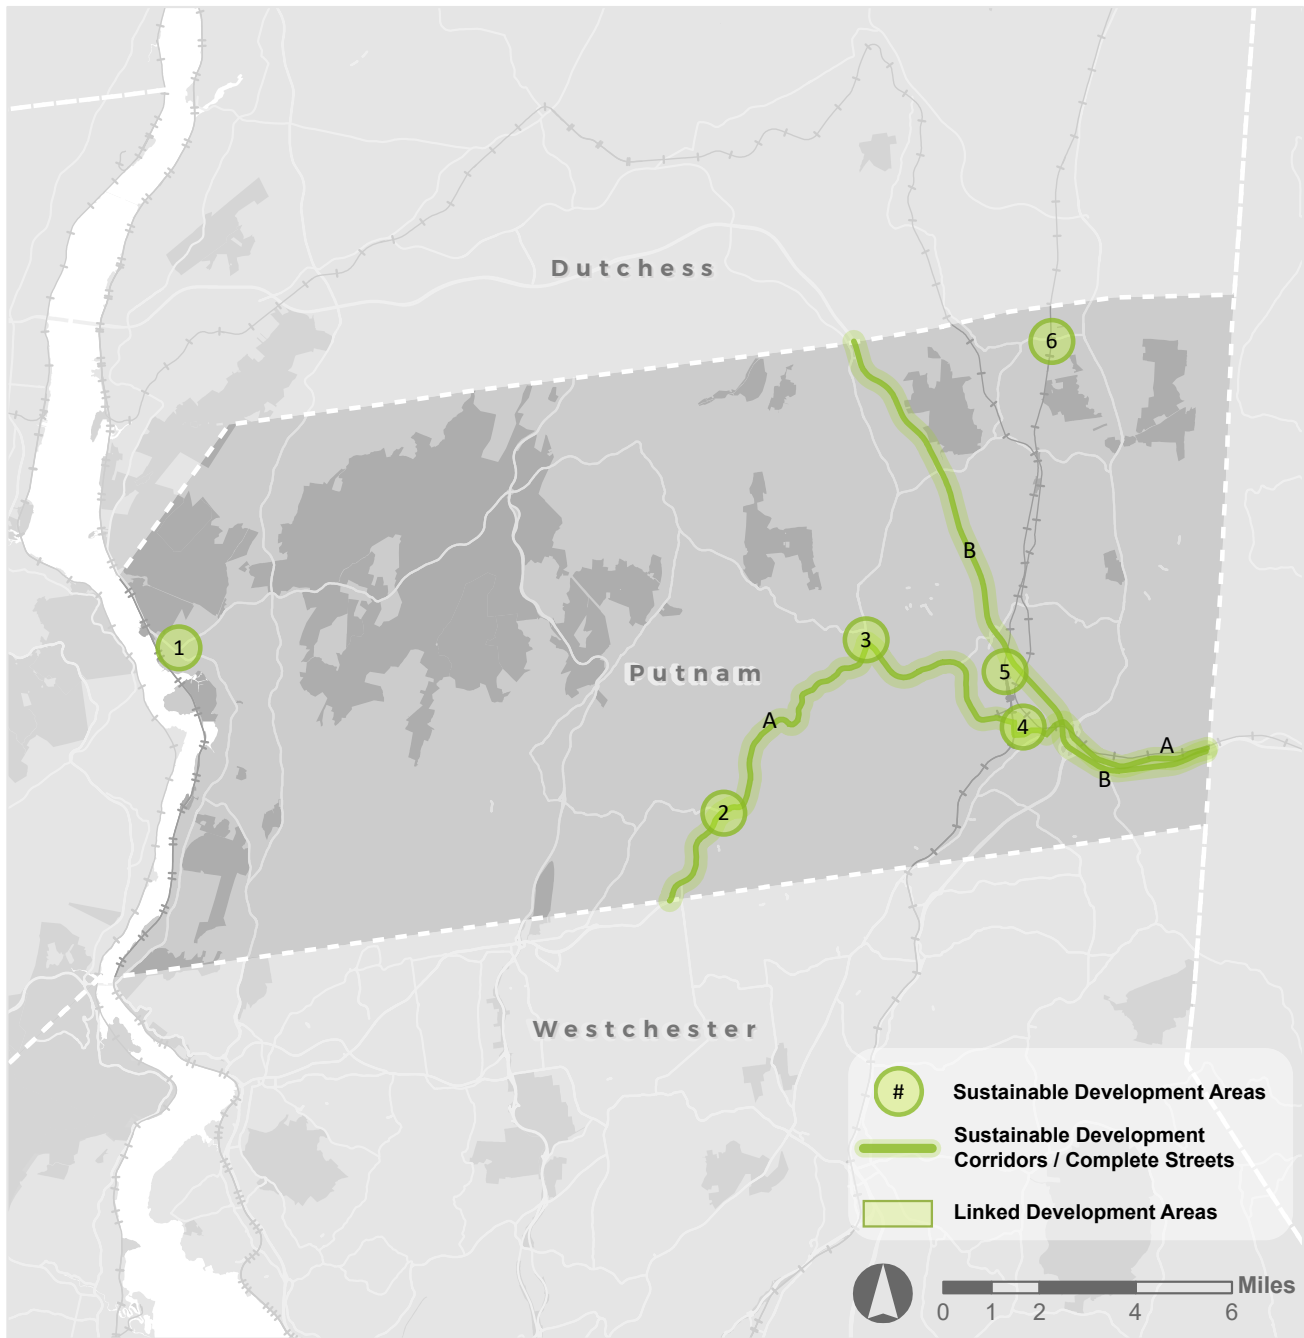 Dutchess
6
B
1
3
Putnam
5
A
4
A
B
2
Westchester
# Sustainable Development Areas
Sustainable Development
Corridors / Complete Streets
Linked Development Areas
Miles
0 1 2 4 6